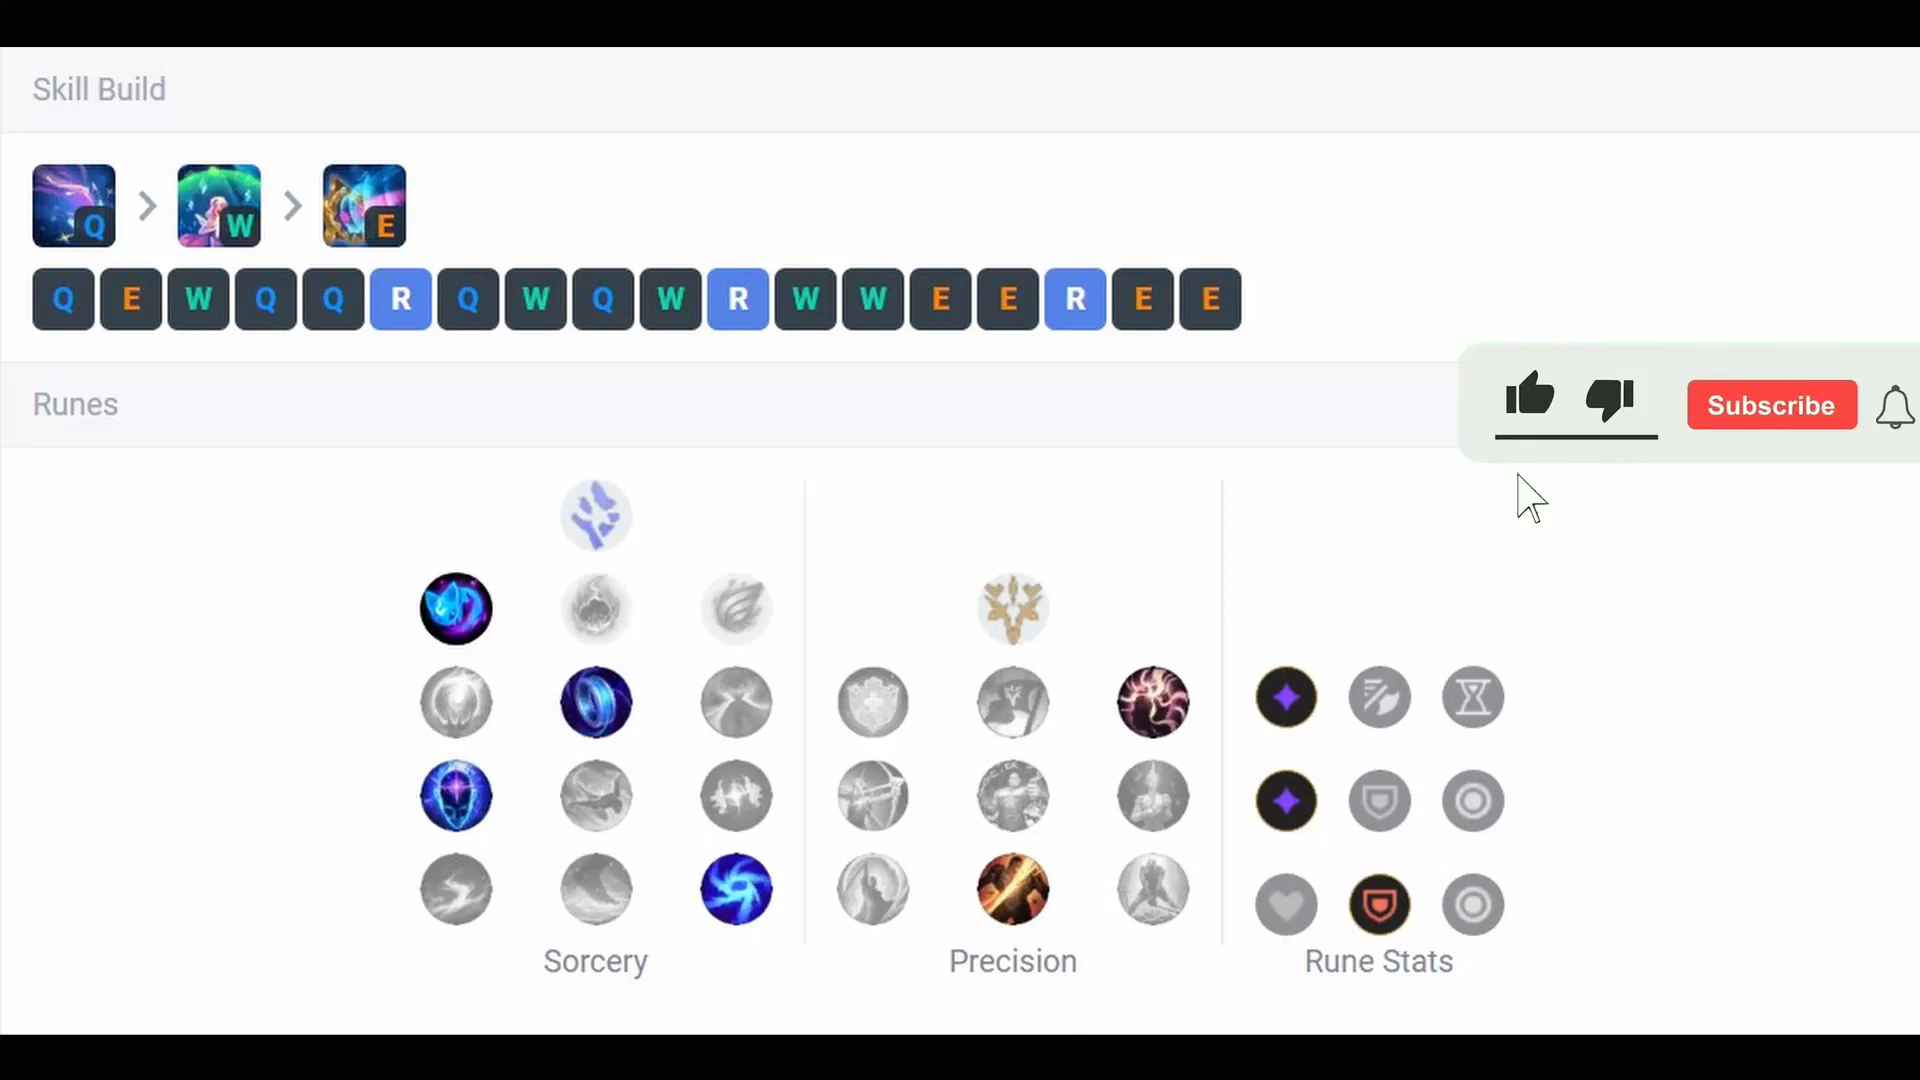 Skill Build
Q W E
Q E W Q Q R Q W Q W R W W E E R E E
Runes
Subscribe
Sorcery Precision Rune Stats